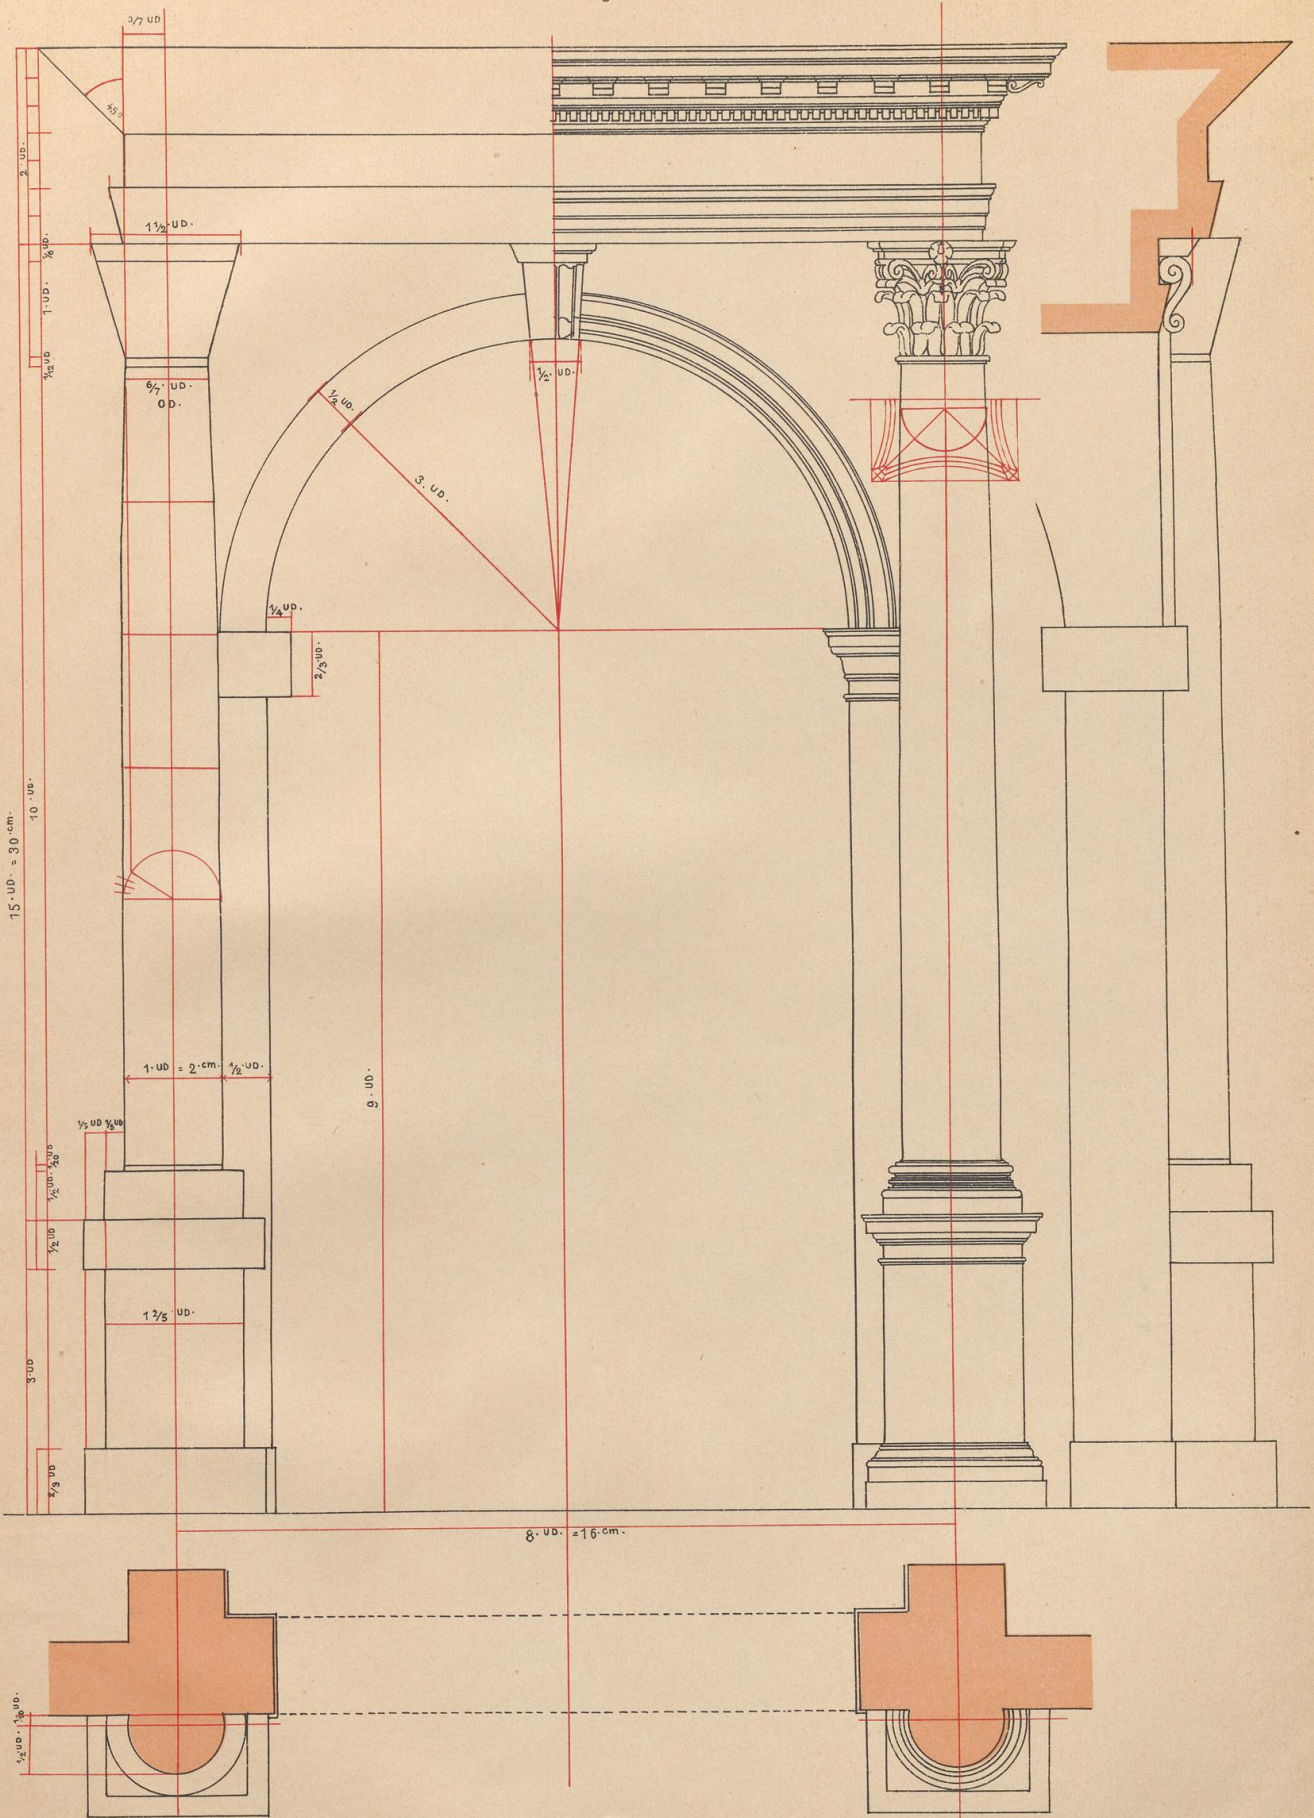 3/7 UD
45°
2·UD.
1½·UD.
1/6·UD.
1·UD.
1/12 UD
6/7·UD.
OD.
1/2·UD.
1/2·UD.
3. UD.
1/4 UD.
2/3·UD.
10·UD.
15·UD· = 30·cm.
9·UD.
1·UD = 2·cm.
1/2·UD.
1/5 UD
1/5 UD
1/20
1/2 UD·
1/2 UD
1 2/5 UD.
3·UD
2/3 UD
8·UD. = 16·cm.
1/2 UD.